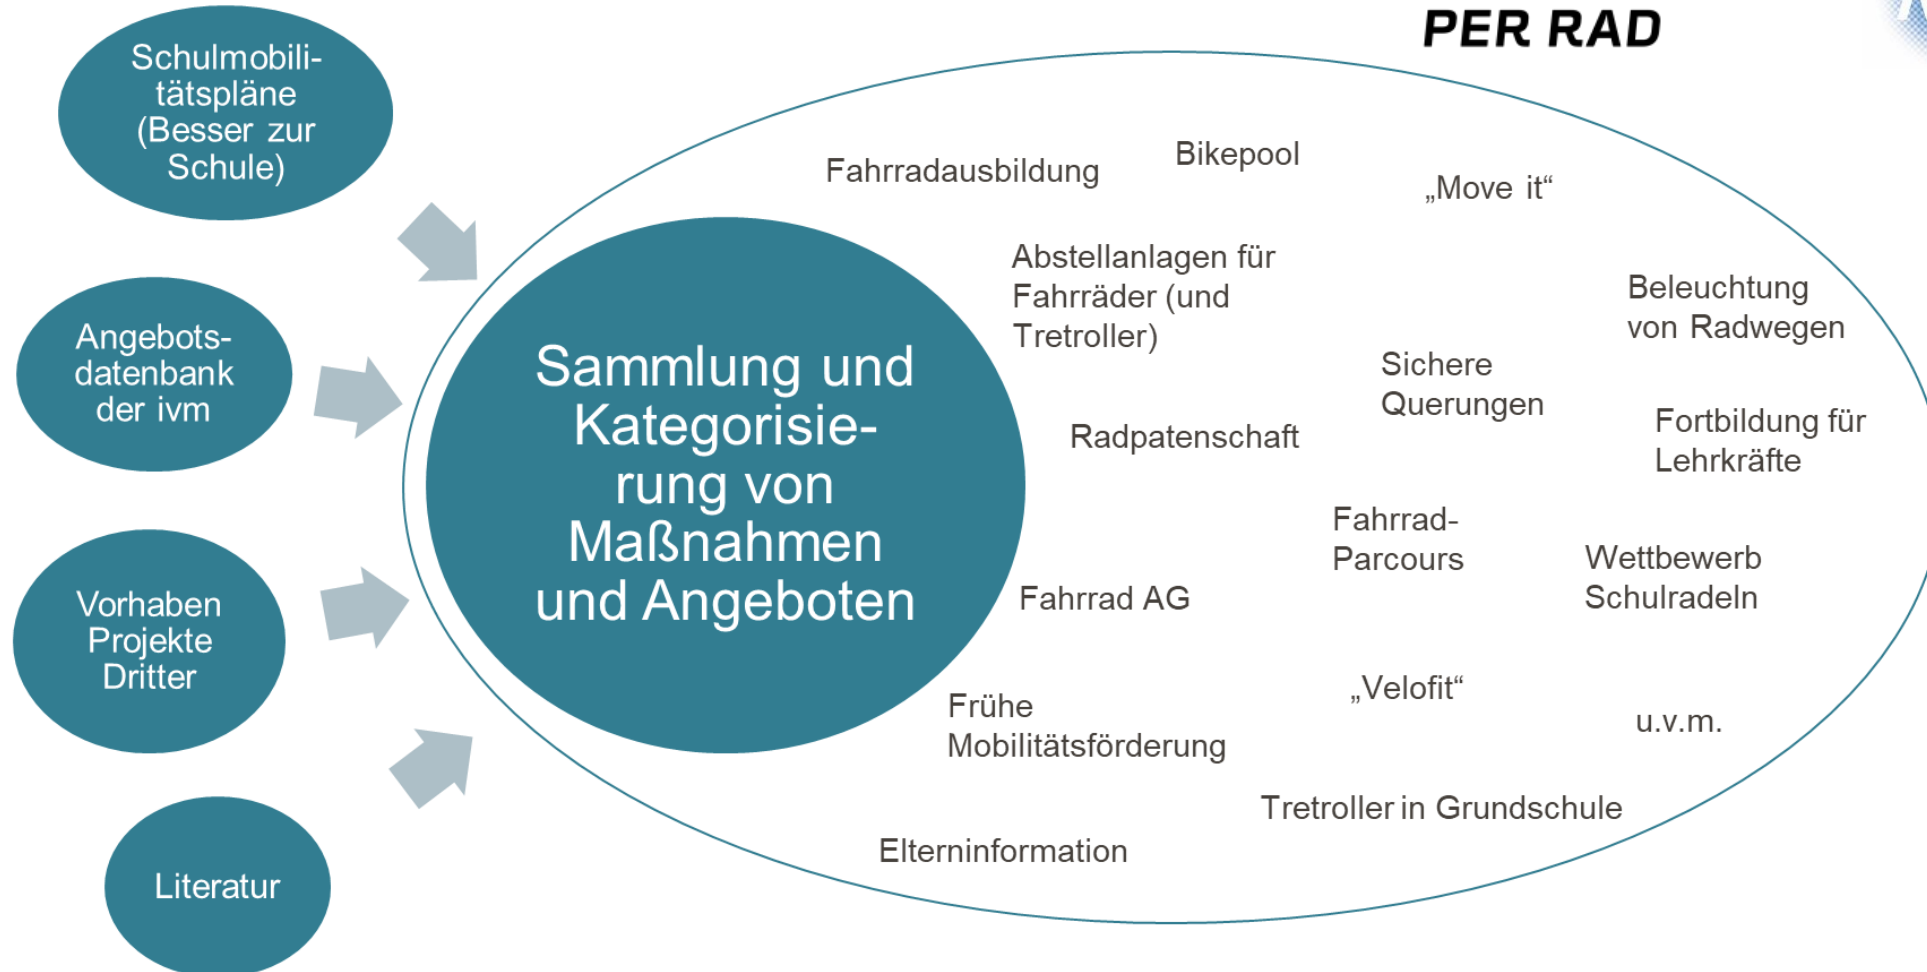 PER RAD
Schulmobili-
tätspläne
(Besser zur
Schule)
Angebots-
datenbank
der ivm
Vorhaben
Projekte
Dritter
Literatur
Sammlung und
Kategorisie-
rung von
Maßnahmen
und Angeboten
Fahrradausbildung
Bikepool
„Move it“
Abstellanlagen für
Fahrräder (und
Tretroller)
Beleuchtung
von Radwegen
Sichere
Querungen
Radpatenschaft
Fortbildung für
Lehrkräfte
Fahrrad-
Parcours
Wettbewerb
Schulradeln
Fahrrad AG
„Velofit“
Frühe
Mobilitätsförderung
u.v.m.
Tretroller in Grundschule
Elterninformation